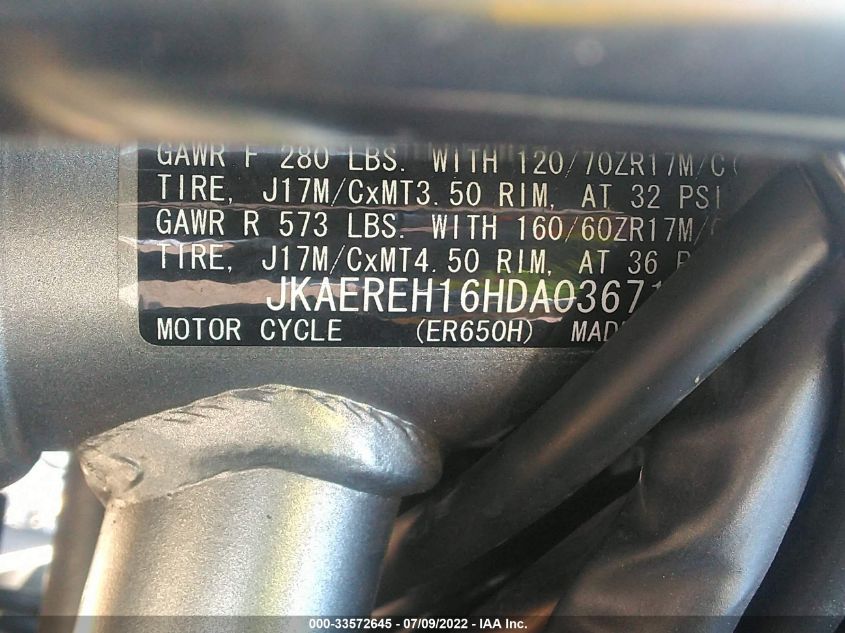 GAWR F 280 LBS. WITH 120/70ZR17M/C
TIRE, J17M/CxMT3.50 RIM, AT 32 PSI
GAWR R 573 LBS. WITH 160/60ZR17M/
TIRE, J17M/CxMT4.50 RIM, AT 36 P
JKAEREH16HDA03671
MOTOR CYCLE (ER650H) MAD
000-33572645 / 07/09/2022 - IAA Inc.